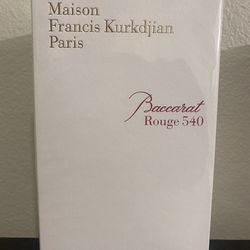 Maison
Francis Kurkdjian
Paris
Baccarat
Rouge 540